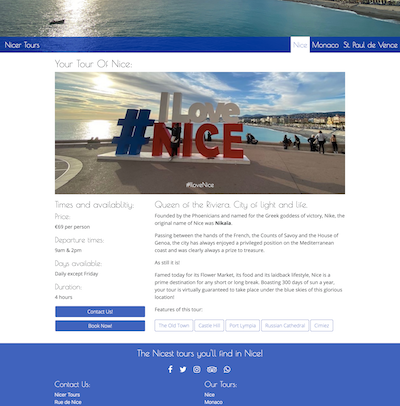 Nicer Tours
Nice Monaco St. Paul de Vence
Your Tour Of Nice:
I Love
#NICE
#IloveNice
Times and availablity:
Price:
€69 per person
Departure times:
9am & 2pm
Days available:
Daily except Friday
Duration:
4 hours
Contact Us!
Book Now!
Queen of the Riviera, City of light and life.
Founded by the Phoenicians and named for the Greek goddess of victory, Nike, the
original name of Nice was Nikaia.
Passing between the hands of the French, the Counts of Savoy and the House of
Genoa, the city has always enjoyed a privileged position on the Mediterranean
coast and was clearly always a prize to treasure.
As still it is!
Famed today for its Flower Market, its food and its laidback lifestyle, Nice is a
prime destination for any short or long break. Boasting 300 days of sun a year,
your tour is virtually guaranteed to take place under the blue skies of this glorious
location!
Features of this tour:
The Old Town Castle Hill Port Lympia Russian Cathedral Cimiez
The Nicest tours you'll find in Nice!
Contact Us:
Nicer Tours
Rue de Nice
Our Tours:
Nice
Monaco